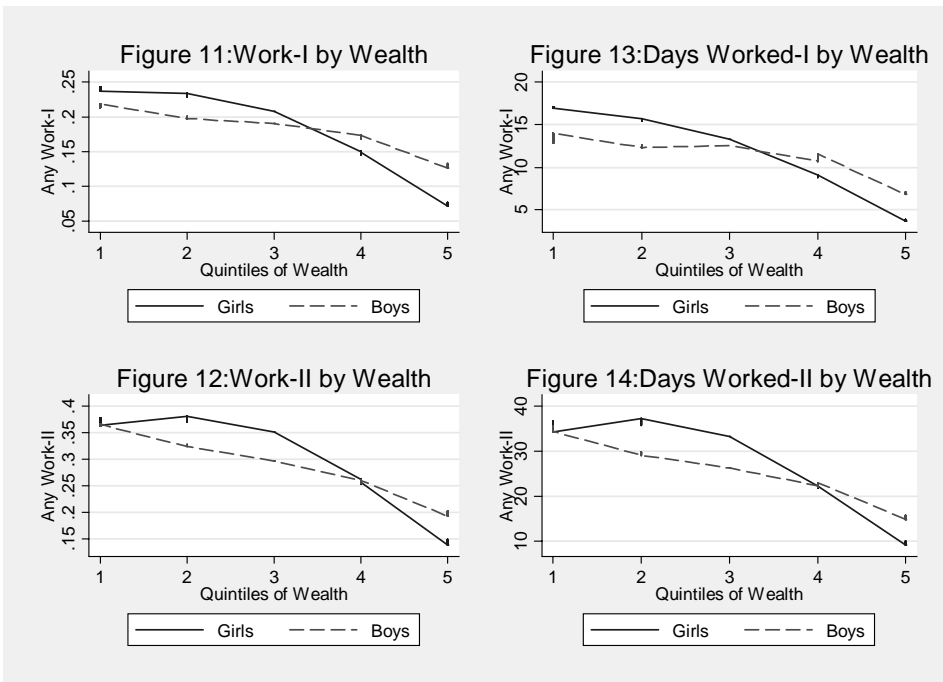 Figure 11:Work-I by Wealth
Any Work-I
.25
.2
.15
.1
.05
1 2 3 4 5
Quintiles of Wealth
Girls Boys
Figure 13:Days Worked-I by Wealth
Any Work-I
20
15
10
5
1 2 3 4 5
Quintiles of Wealth
Girls Boys
Figure 12:Work-II by Wealth
Any Work-II
.4
.35
.3
.25
.2
.15
1 2 3 4 5
Quintiles of Wealth
Girls Boys
Figure 14:Days Worked-II by Wealth
Any Work-II
40
30
20
10
1 2 3 4 5
Quintiles of Wealth
Girls Boys